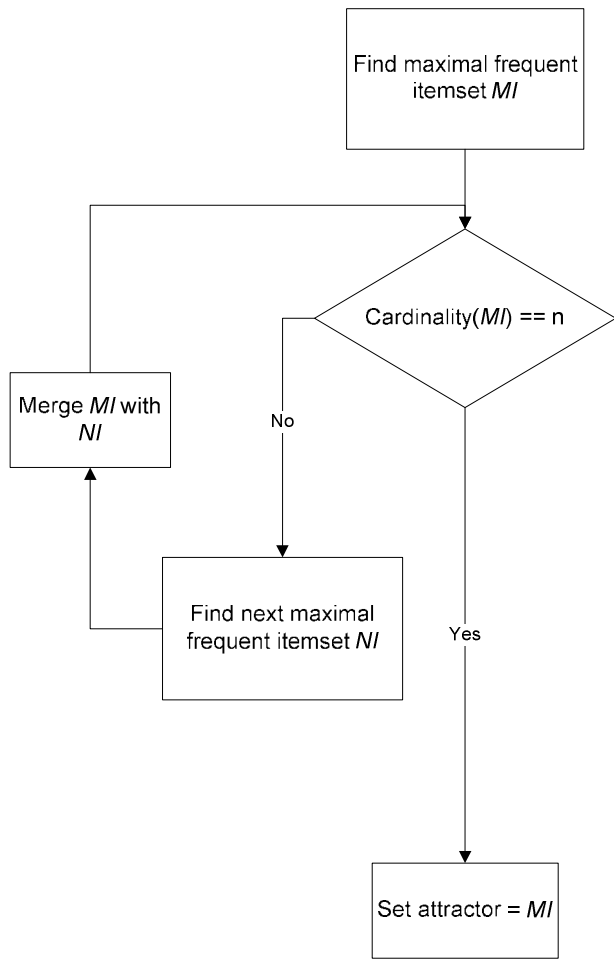 Find maximal frequent
itemset MI
Cardinality(MI) == n
Merge MI with
NI
No
Find next maximal
frequent itemset NI
Yes
Set attractor = MI